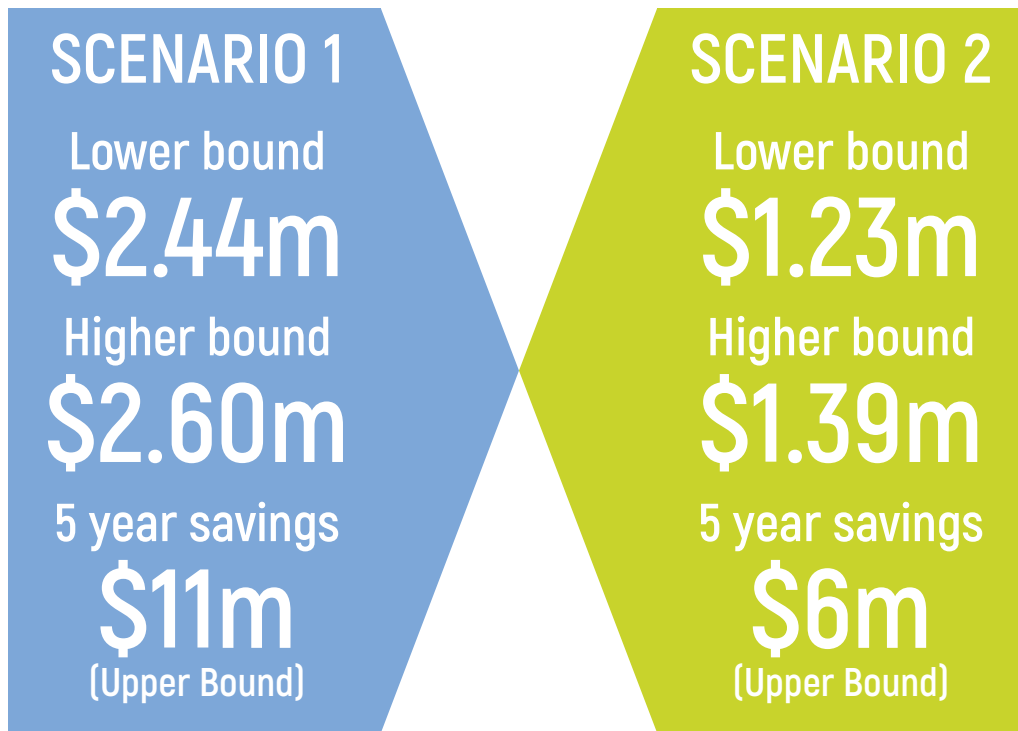 SCENARIO 1
Lower bound
$2.44m
Higher bound
$2.60m
5 year savings
$11m
(Upper Bound)
SCENARIO 2
Lower bound
$1.23m
Higher bound
$1.39m
5 year savings
$6m
(Upper Bound)